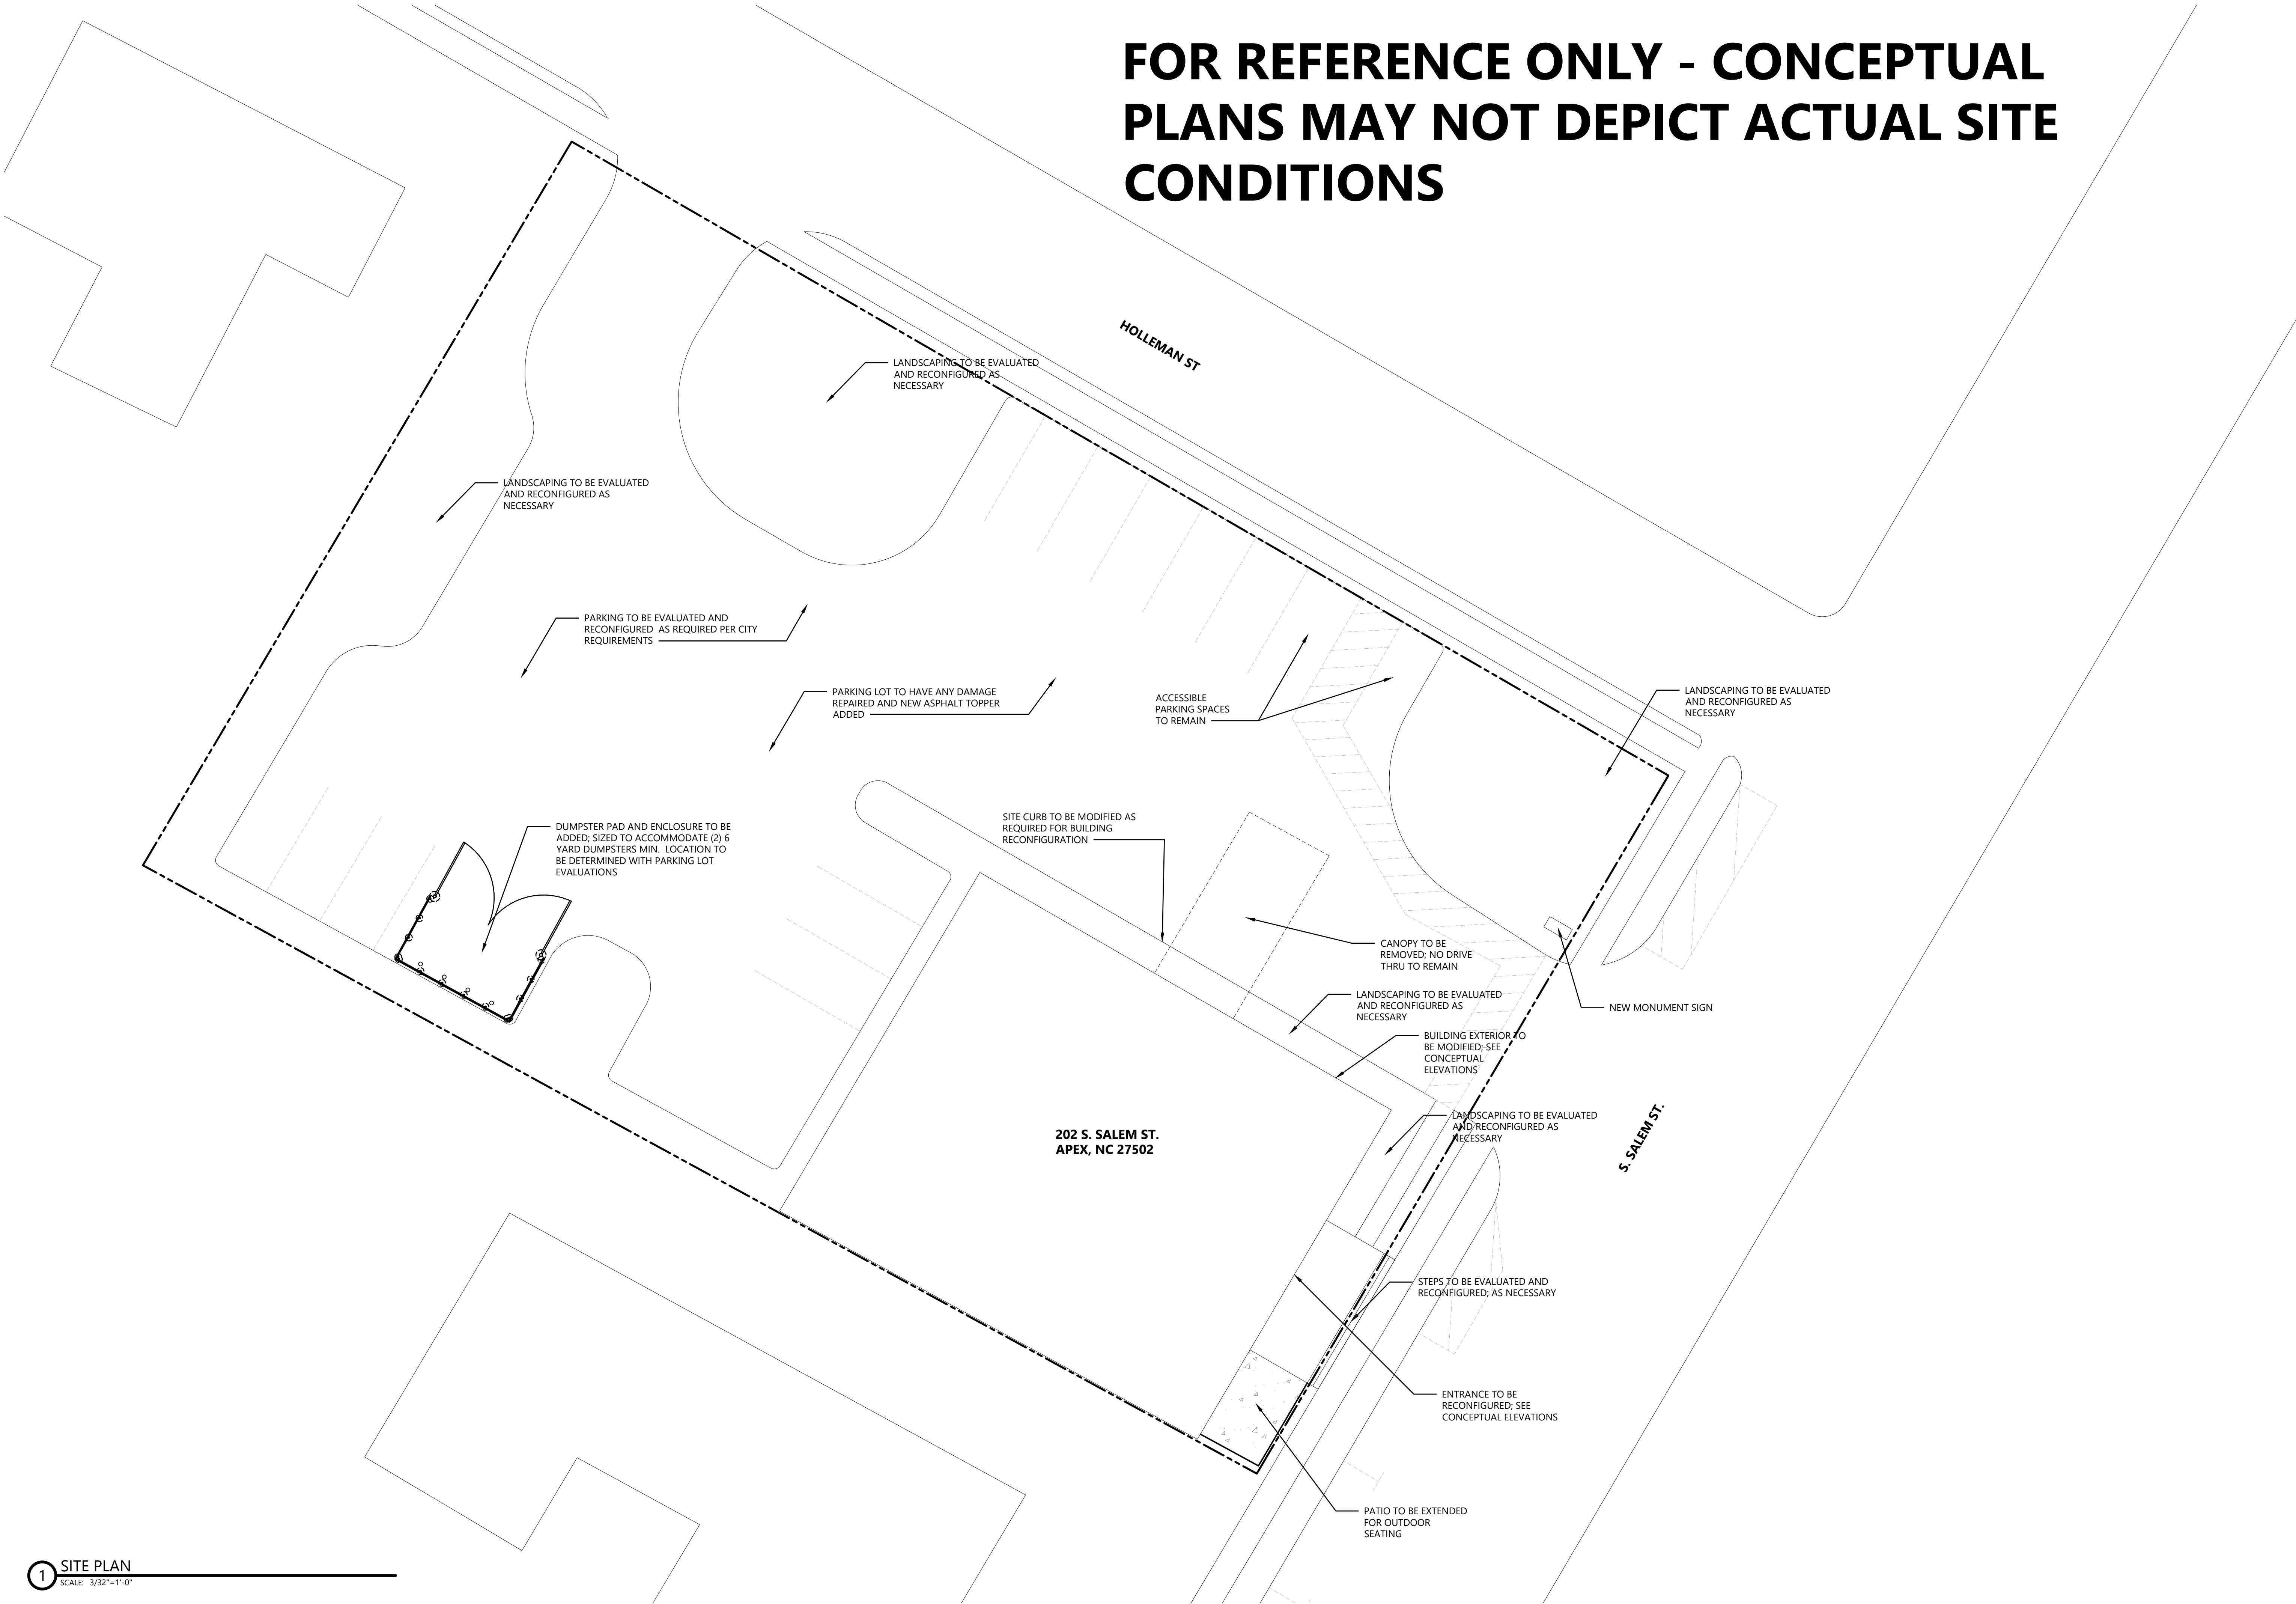 FOR REFERENCE ONLY - CONCEPTUAL
PLANS MAY NOT DEPICT ACTUAL SITE
CONDITIONS
HOLLEMAN ST
LANDSCAPING TO BE EVALUATED
AND RECONFIGURED AS
NECESSARY
LANDSCAPING TO BE EVALUATED
AND RECONFIGURED AS
NECESSARY
PARKING TO BE EVALUATED AND
RECONFIGURED AS REQUIRED PER CITY
REQUIREMENTS
PARKING LOT TO HAVE ANY DAMAGE
REPAIRED AND NEW ASPHALT TOPPER
ADDED
ACCESSIBLE
PARKING SPACES
TO REMAIN
LANDSCAPING TO BE EVALUATED
AND RECONFIGURED AS
NECESSARY
DUMPSTER PAD AND ENCLOSURE TO BE
ADDED; SIZED TO ACCOMMODATE (2) 6
YARD DUMPSTERS MIN. LOCATION TO
BE DETERMINED WITH PARKING LOT
EVALUATIONS
SITE CURB TO BE MODIFIED AS
REQUIRED FOR BUILDING
RECONFIGURATION
CANOPY TO BE
REMOVED; NO DRIVE
THRU TO REMAIN
LANDSCAPING TO BE EVALUATED
AND RECONFIGURED AS
NECESSARY
NEW MONUMENT SIGN
BUILDING EXTERIOR TO
BE MODIFIED; SEE
CONCEPTUAL
ELEVATIONS
LANDSCAPING TO BE EVALUATED
AND RECONFIGURED AS
NECESSARY
S. SALEM ST.
202 S. SALEM ST.
APEX, NC 27502
STEPS TO BE EVALUATED AND
RECONFIGURED; AS NECESSARY
ENTRANCE TO BE
RECONFIGURED; SEE
CONCEPTUAL ELEVATIONS
PATIO TO BE EXTENDED
FOR OUTDOOR
SEATING
1
SITE PLAN
SCALE: 3/32"=1'-0"